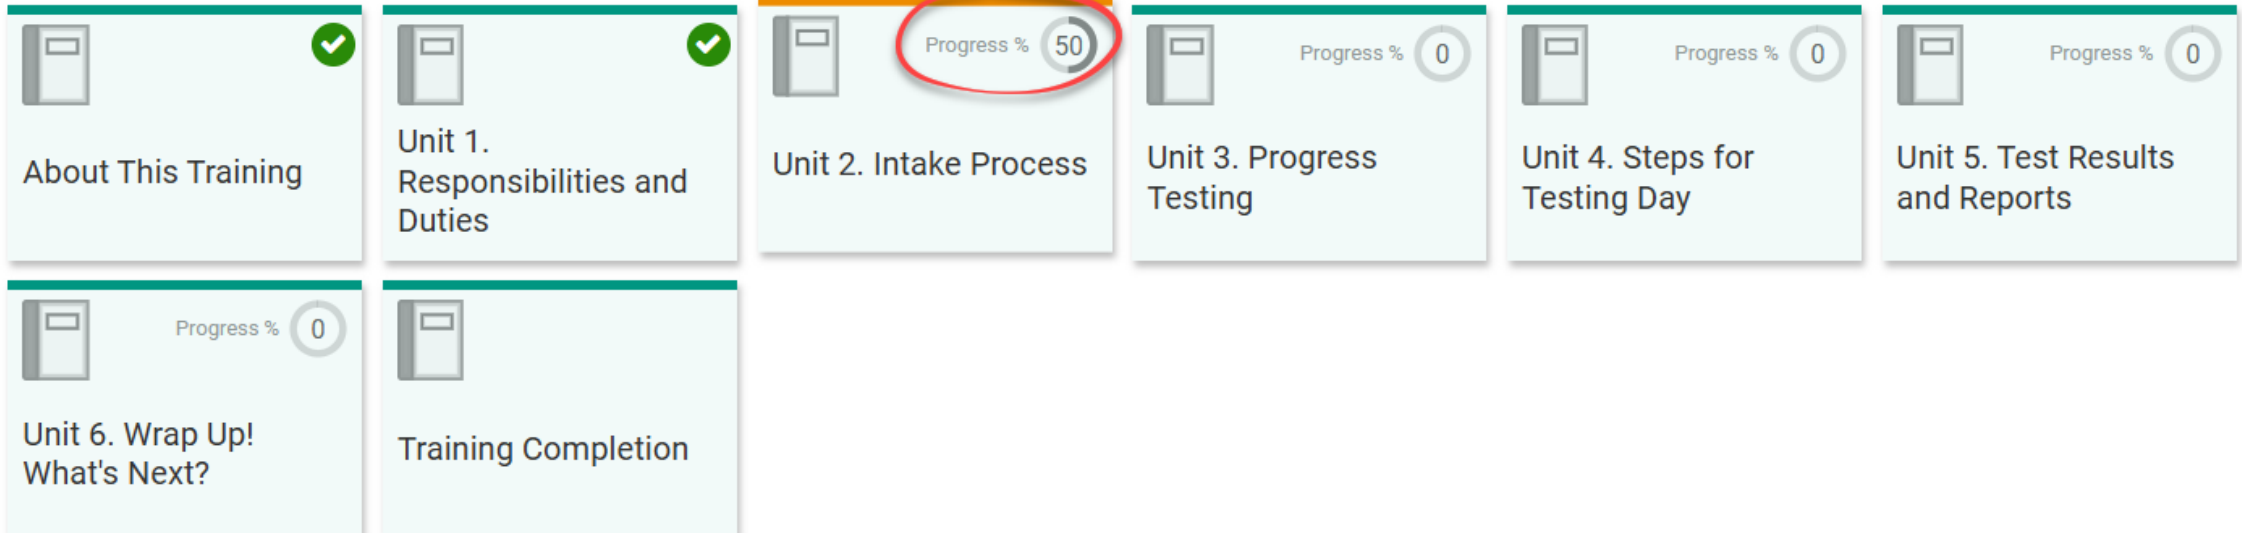 About This Training
Unit 1.
Responsibilities and
Duties
Progress % 50
Unit 2. Intake Process
Progress % 0
Unit 3. Progress
Testing
Progress % 0
Unit 4. Steps for
Testing Day
Progress % 0
Unit 5. Test Results
and Reports
Progress % 0
Unit 6. Wrap Up!
What's Next?
Training Completion